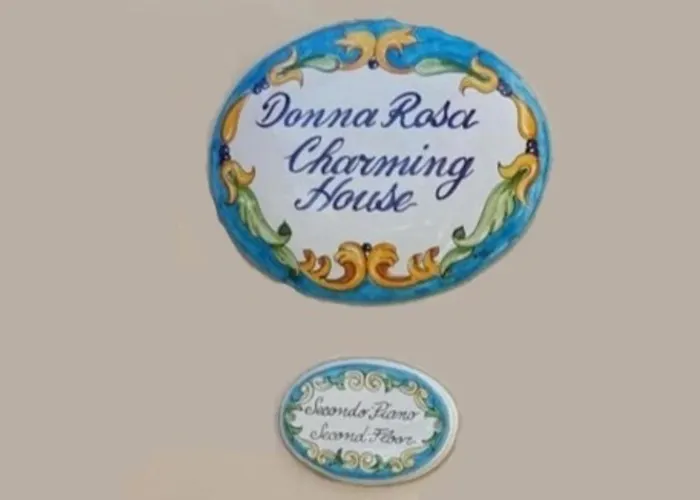 Donna Rosa
Charming
House
Secondo Piano
Second Floor